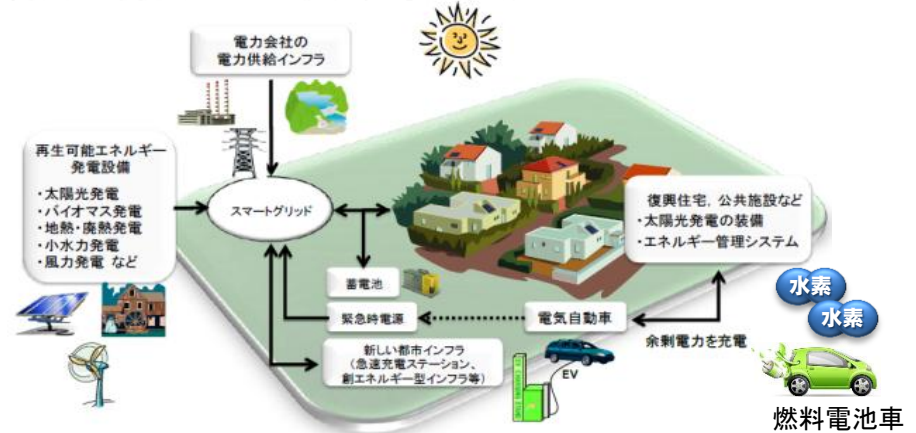 電力会社の
電力供給インフラ
再生可能エネルギー
発電設備
・太陽光発電
・バイオマス発電
・地熱・廃熱発電
・小水力発電
・風力発電 など
スマートグリッド
復興住宅，公共施設など
・太陽光発電の装備
・エネルギー管理システム
蓄電池
緊急時電源
電気自動車
余剰電力を充電
新しい都市インフラ
（急速充電ステーション、
創エネルギー型インフラ等）
EV
水素
水素
燃料電池車